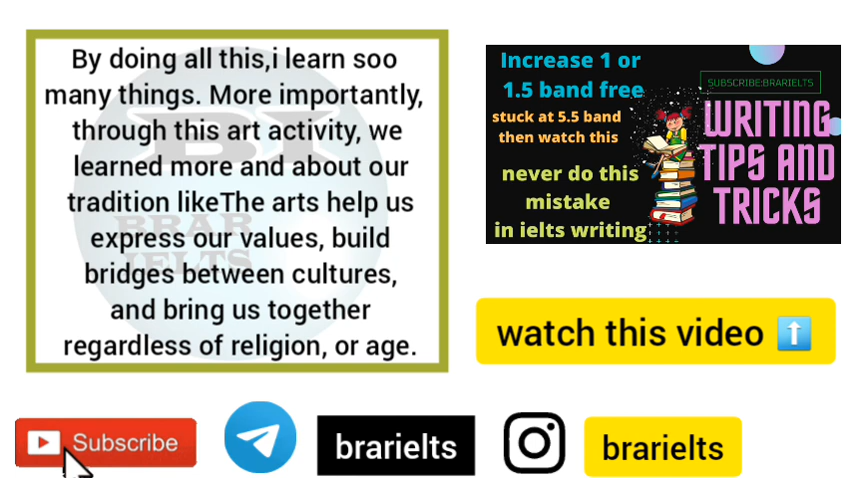 By doing all this,i learn soo
many things. More importantly,
through this art activity, we
learned more and about our
tradition likeThe arts help us
express our values, build
bridges between cultures,
and bring us together
regardless of religion, or age.
BI
BRAR
IELTS
Increase 1 or
1.5 band free
stuck at 5.5 band
then watch this
never do this
mistake
in ielts writing
SUBSCRIBE:BRARIELTS
WRITING
TIPS AND
TRICKS
watch this video
Subscribe
brarielts
brarielts